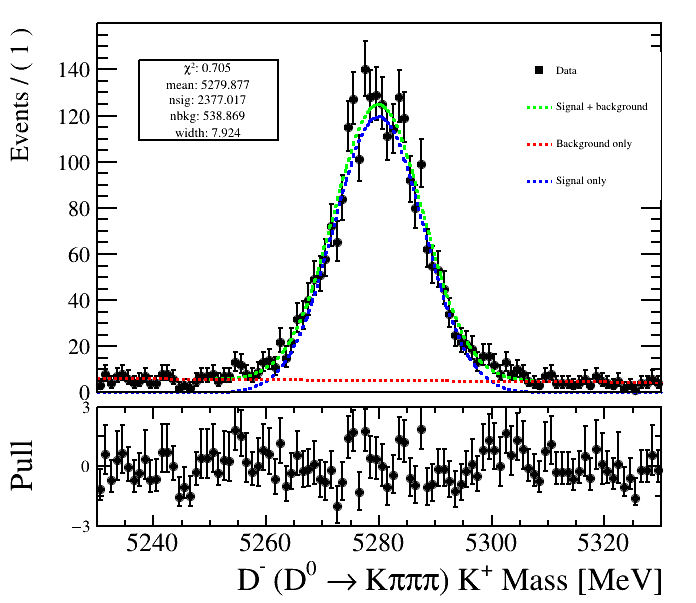 Events / ( 1 )
140
120
100
80
60
40
20
0
χ²: 0.705
mean: 5279.877
nsig: 2377.017
nbkg: 538.869
width: 7.924
Data
Signal + background
Background only
Signal only
Pull
3
0
−3
5240 5260 5280 5300 5320
D⁻ (D⁰ → Kπππ) K⁺ Mass [MeV]